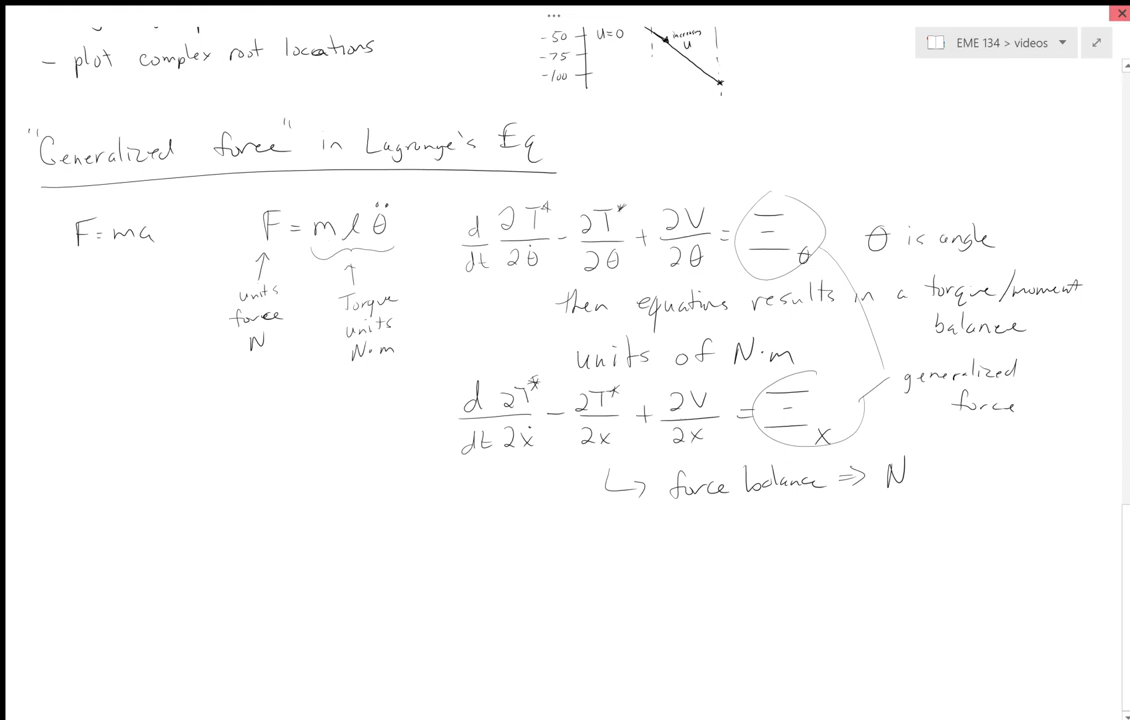 - plot complex root locations
-50
-75
-100
u=0
increasing
u
EME 134 > videos
"Generalized force" in Lagrange's Eq
F=ma
F = m l θ̈
units
force
N
Torque
units
N·m
d/dt ∂T*/∂θ̇ - ∂T*/∂θ + ∂V/∂θ = Ξ_θ
θ is angle
then equations results in a torque/moment
balance
units of N·m
d/dt ∂T*/∂ẋ - ∂T*/∂x + ∂V/∂x = Ξ_x
generalized
force
↳ force balance ⇒ N